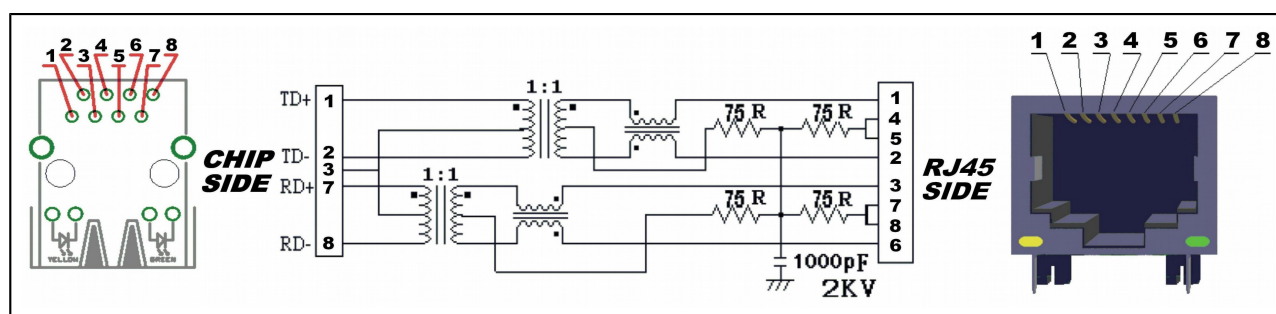 2 4 6 8
1 3 5 7
YELLOW GREEN
CHIP
SIDE
TD+ 1
TD- 2
3
RD+ 7
RD- 8
1:1
1:1
75 R 75 R
75 R 75 R
1000pF
2KV
1
4
5
2
3
7
8
6
RJ45
SIDE
1 2 3 4 5 6 7 8